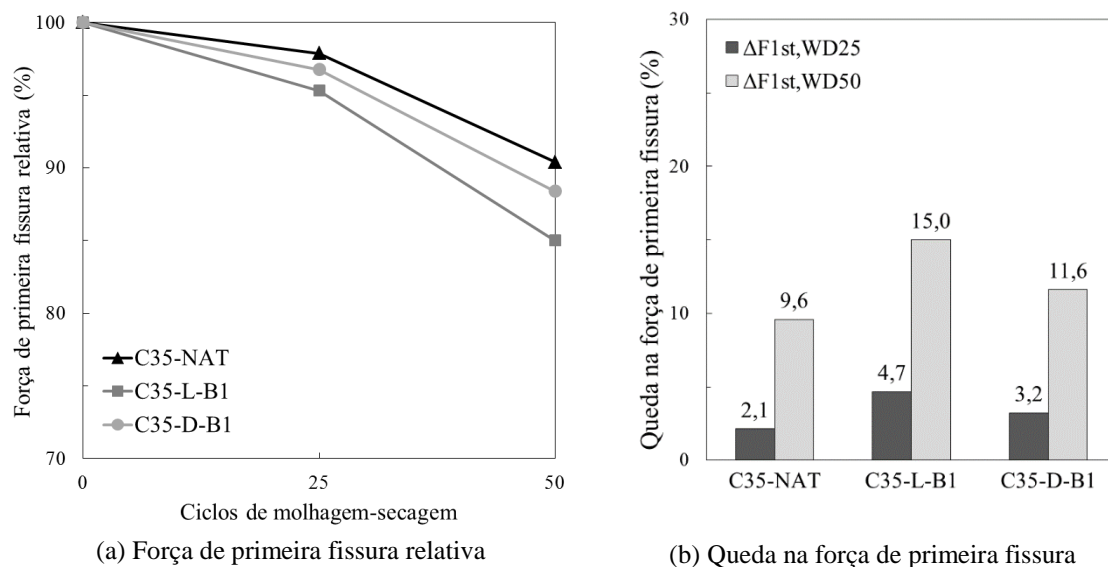 Força de primeira fissura relativa (%)
100
90
80
70
0
25
50
C35-NAT
C35-L-B1
C35-D-B1
Ciclos de molhagem-secagem
(a) Força de primeira fissura relativa
Queda na força de primeira fissura (%)
30
20
10
0
ΔF1st,WD25
ΔF1st,WD50
2,1
9,6
4,7
15,0
3,2
11,6
C35-NAT
C35-L-B1
C35-D-B1
(b) Queda na força de primeira fissura